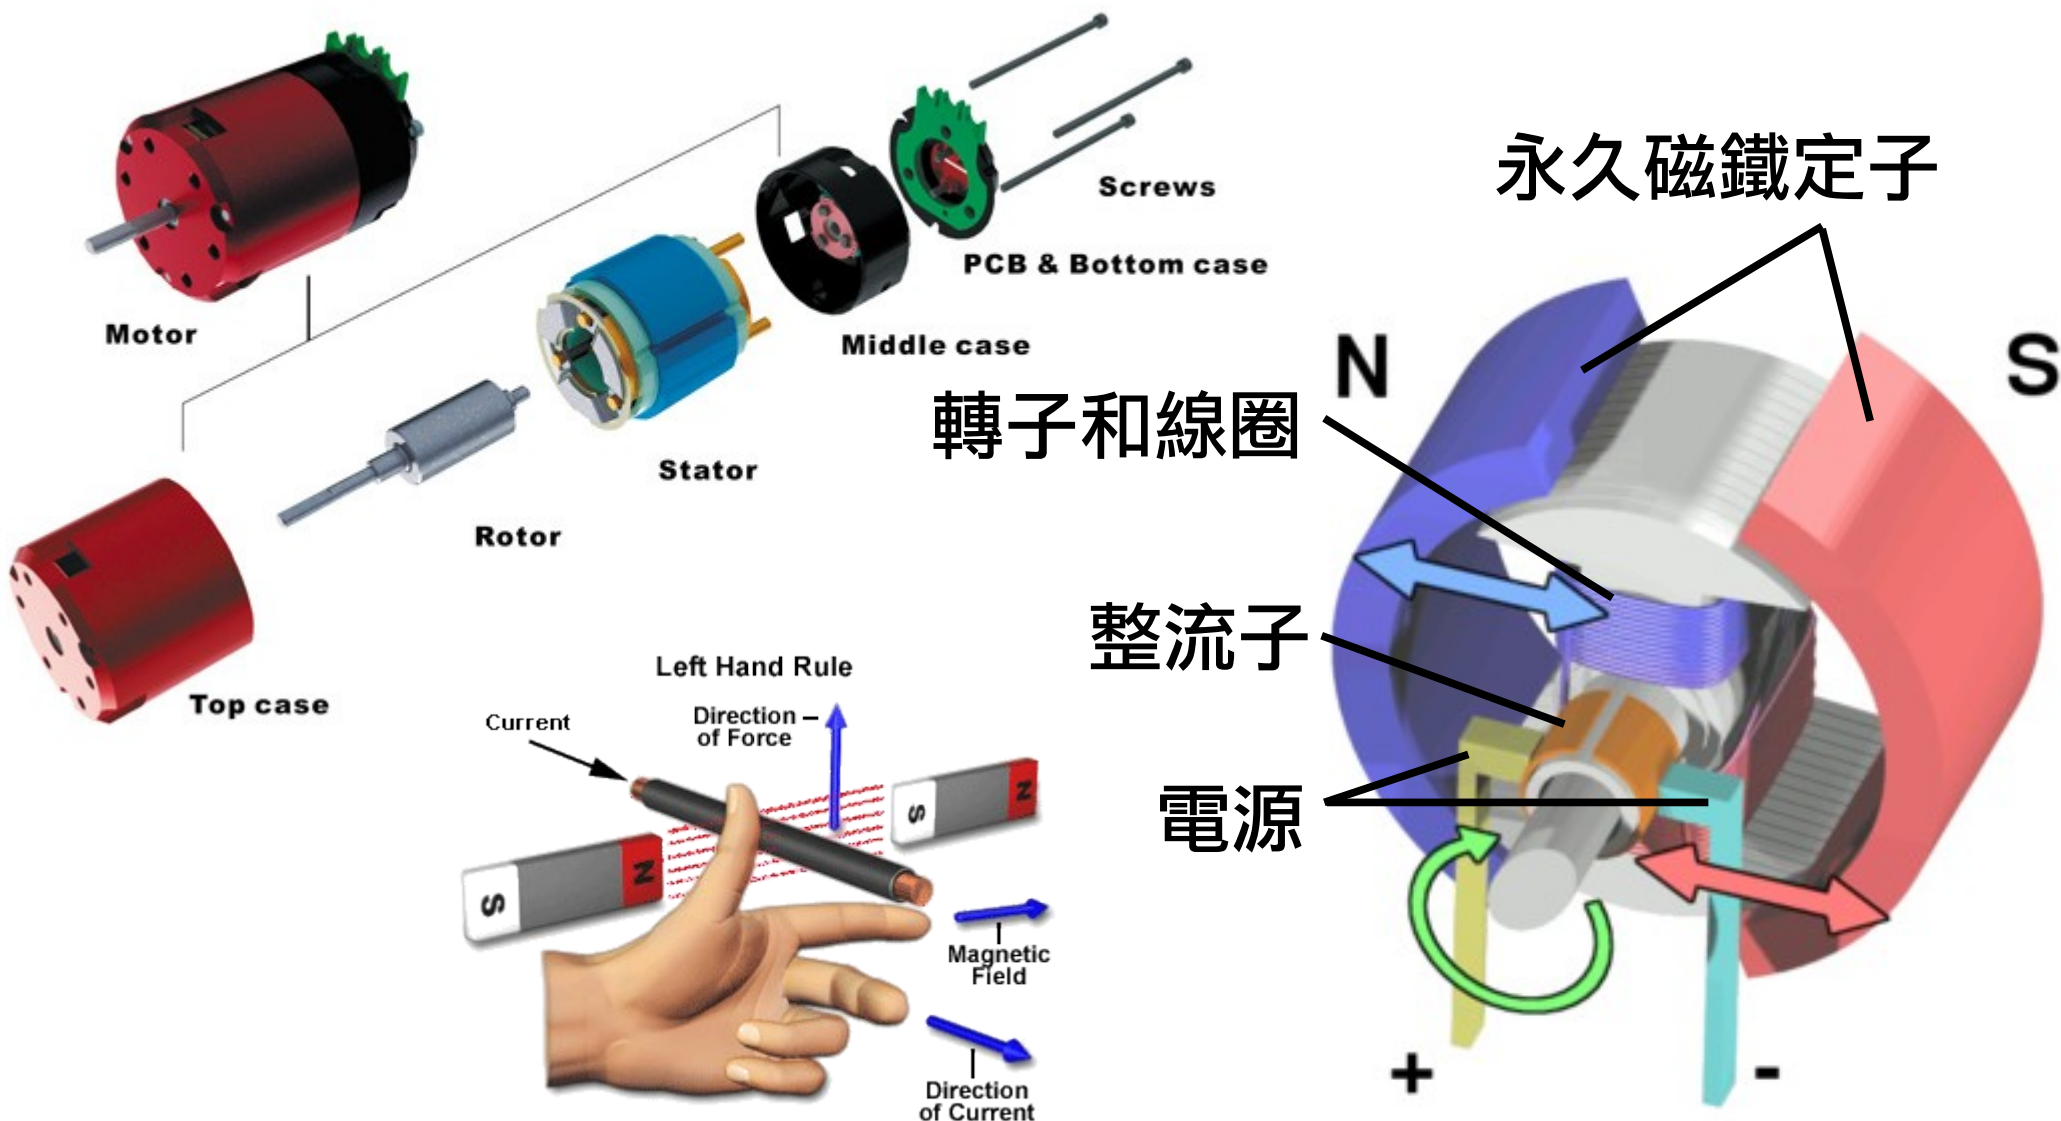 Motor
Screws
PCB & Bottom case
Middle case
Stator
Rotor
Top case
Left Hand Rule
Current
Direction
of Force
S
N
S
N
Magnetic
Field
Direction
of Current
永久磁鐵定子
N
S
轉子和線圈
整流子
電源
+
-